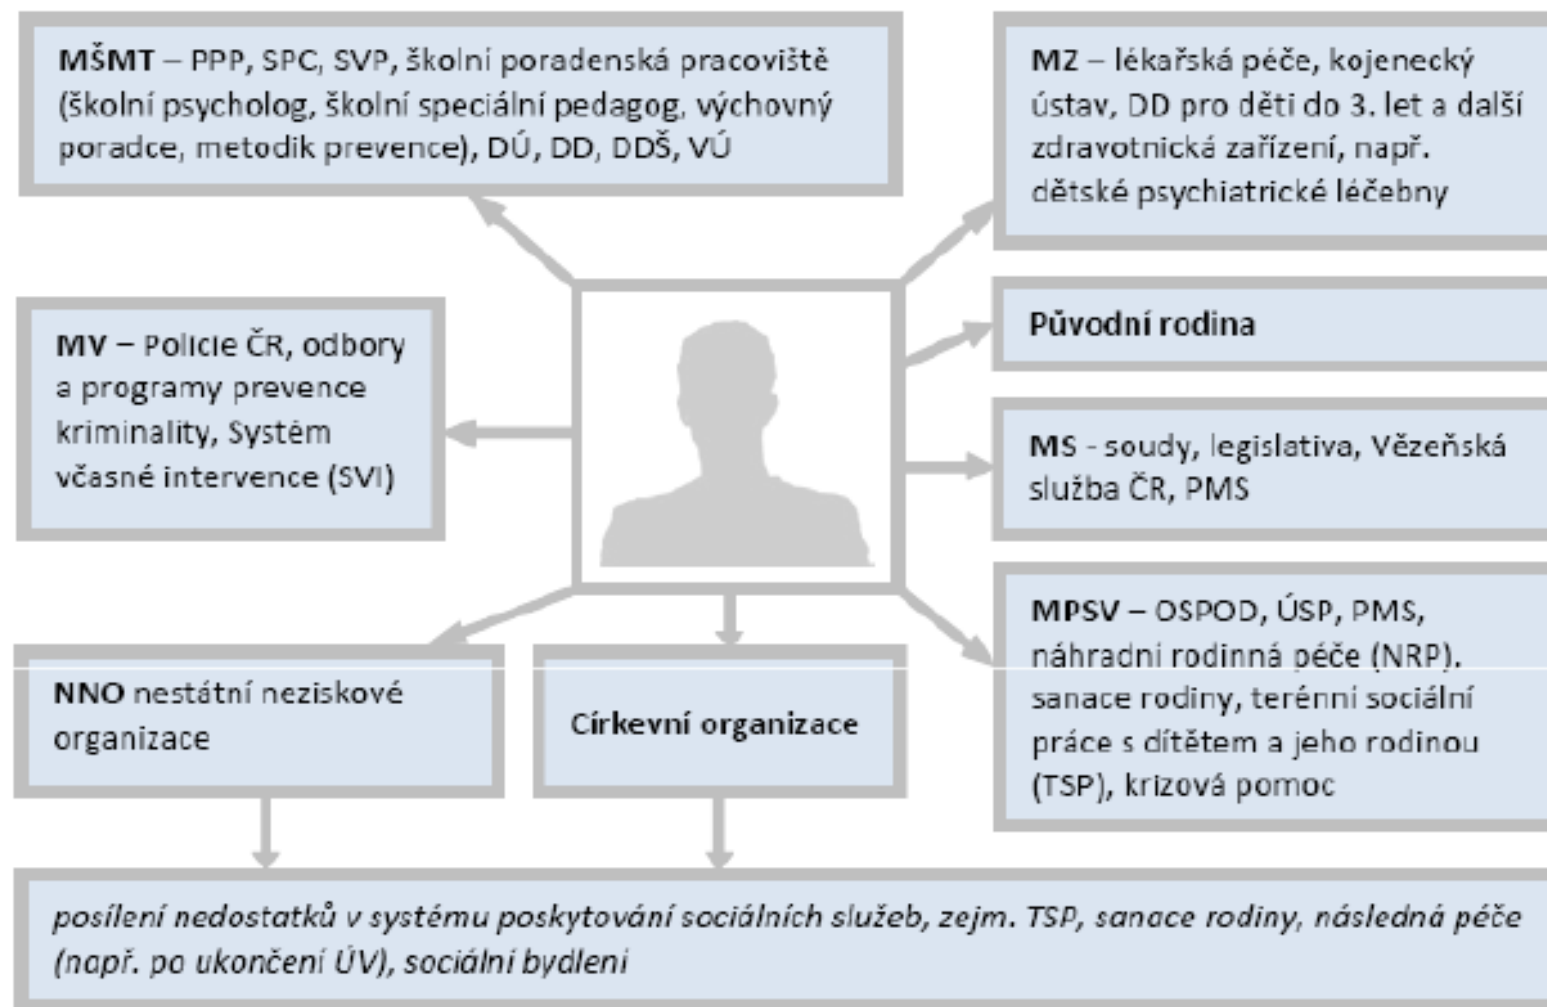 MŠMT – PPP, SPC, SVP, školní poradenská pracoviště
(školní psycholog, školní speciální pedagog, výchovný
poradce, metodik prevence), DÚ, DD, DDŠ, VÚ
MZ – lékařská péče, kojenecký
ústav, DD pro děti do 3. let a další
zdravotnická zařízení, např.
dětské psychiatrické léčebny
Původní rodina
MV – Policie ČR, odbory
a programy prevence
kriminality, Systém
včasné intervence (SVI)
MS - soudy, legislativa, Vězeňská
služba ČR, PMS
MPSV – OSPOD, ÚSP, PMS,
náhradní rodinná péče (NRP),
sanace rodiny, terénní sociální
práce s dítětem a jeho rodinou
(TSP), krizová pomoc
NNO nestátní neziskové
organizace
Církevní organizace
posílení nedostatků v systému poskytování sociálních služeb, zejm. TSP, sanace rodiny, následná péče
(např. po ukončení ÚV), sociální bydlení